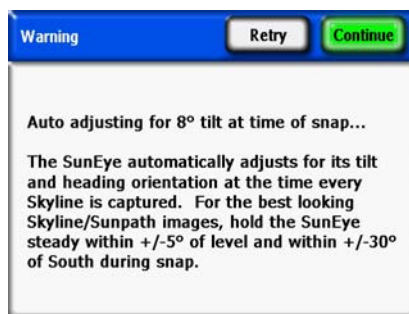 Warning
Retry
Continue
Auto adjusting for 8° tilt at time of snap...
The SunEye automatically adjusts for its tilt
and heading orientation at the time every
Skyline is captured. For the best looking
Skyline/Sunpath images, hold the SunEye
steady within +/-5° of level and within +/-30°
of South during snap.